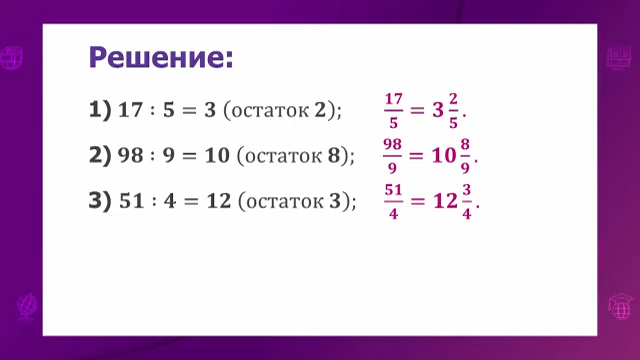 Решение:
1) 17 : 5 = 3 (остаток 2); 17/5 = 3 2/5.
2) 98 : 9 = 10 (остаток 8); 98/9 = 10 8/9.
3) 51 : 4 = 12 (остаток 3); 51/4 = 12 3/4.